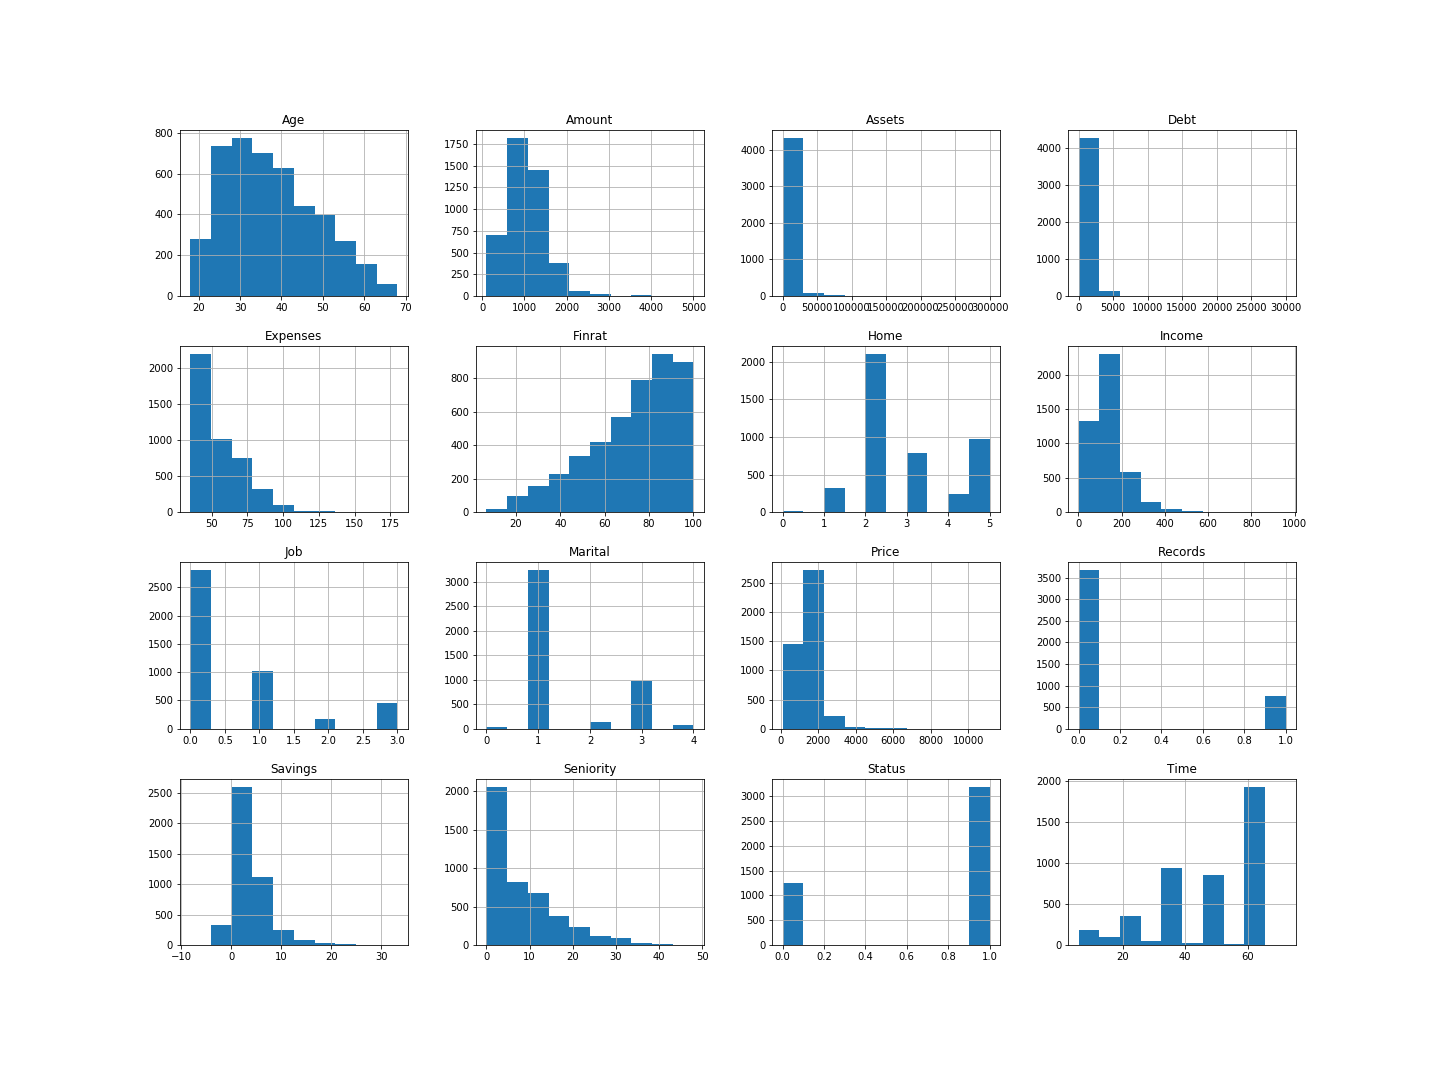 Age Amount Assets Debt
800 1750 4000 4000
600 1500 3000 3000
400 1250 2000 2000
200 1000 1000 1000
0 750 0 0
500
250
0
20 30 40 50 60 70 0 1000 2000 3000 4000 5000 0 50000 100000 150000 200000 250000 300000 0 5000 10000 15000 20000 25000 30000
Expenses Finrat Home Income
2000 800 2000 2000
1500 600 1500 1500
1000 400 1000 1000
500 200 500 500
0 0 0 0
50 75 100 125 150 175 20 40 60 80 100 0 1 2 3 4 5 0 200 400 600 800 1000
Job Marital Price Records
2500 3000 2500 3500
2000 2500 2000 3000
1500 2000 1500 2500
1000 1500 1000 2000
500 1000 500 1500
0 500 0 1000
0 500
0
0.0 0.5 1.0 1.5 2.0 2.5 3.0 0 1 2 3 4 0 2000 4000 6000 8000 10000 0.0 0.2 0.4 0.6 0.8 1.0
Savings Seniority Status Time
2500 2000 3000 2000
2000 1500 2500 1500
1500 1000 2000 1000
1000 500 1500 500
500 0 1000 0
0 500
0
−10 0 10 20 30 0 10 20 30 40 50 0.0 0.2 0.4 0.6 0.8 1.0 20 40 60